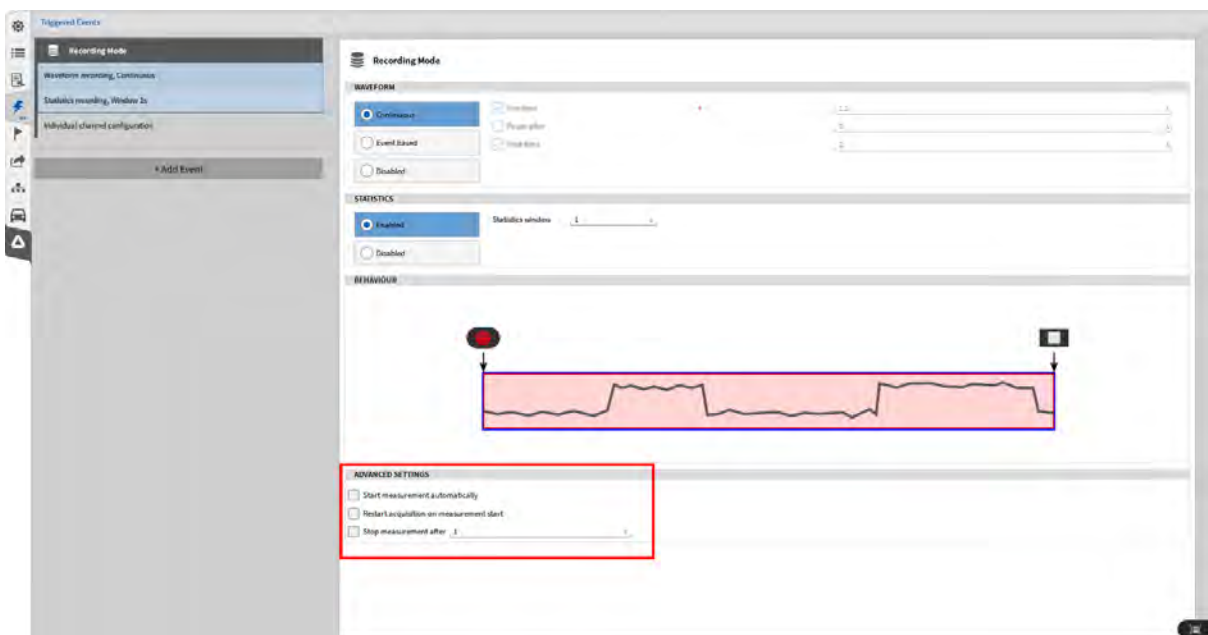 Triggered Events
Recording Mode
Waveform recording, Continuous
Statistics recording, Window 1s
Individual channel configuration
+ Add Event
Recording Mode
WAVEFORM
Continuous
Event Based
Disabled
STATISTICS
Enabled
Statistics window 1
Disabled
BEHAVIOUR
ADVANCED SETTINGS
Start measurement automatically
Restart acquisition on measurement start
Stop measurement after 1